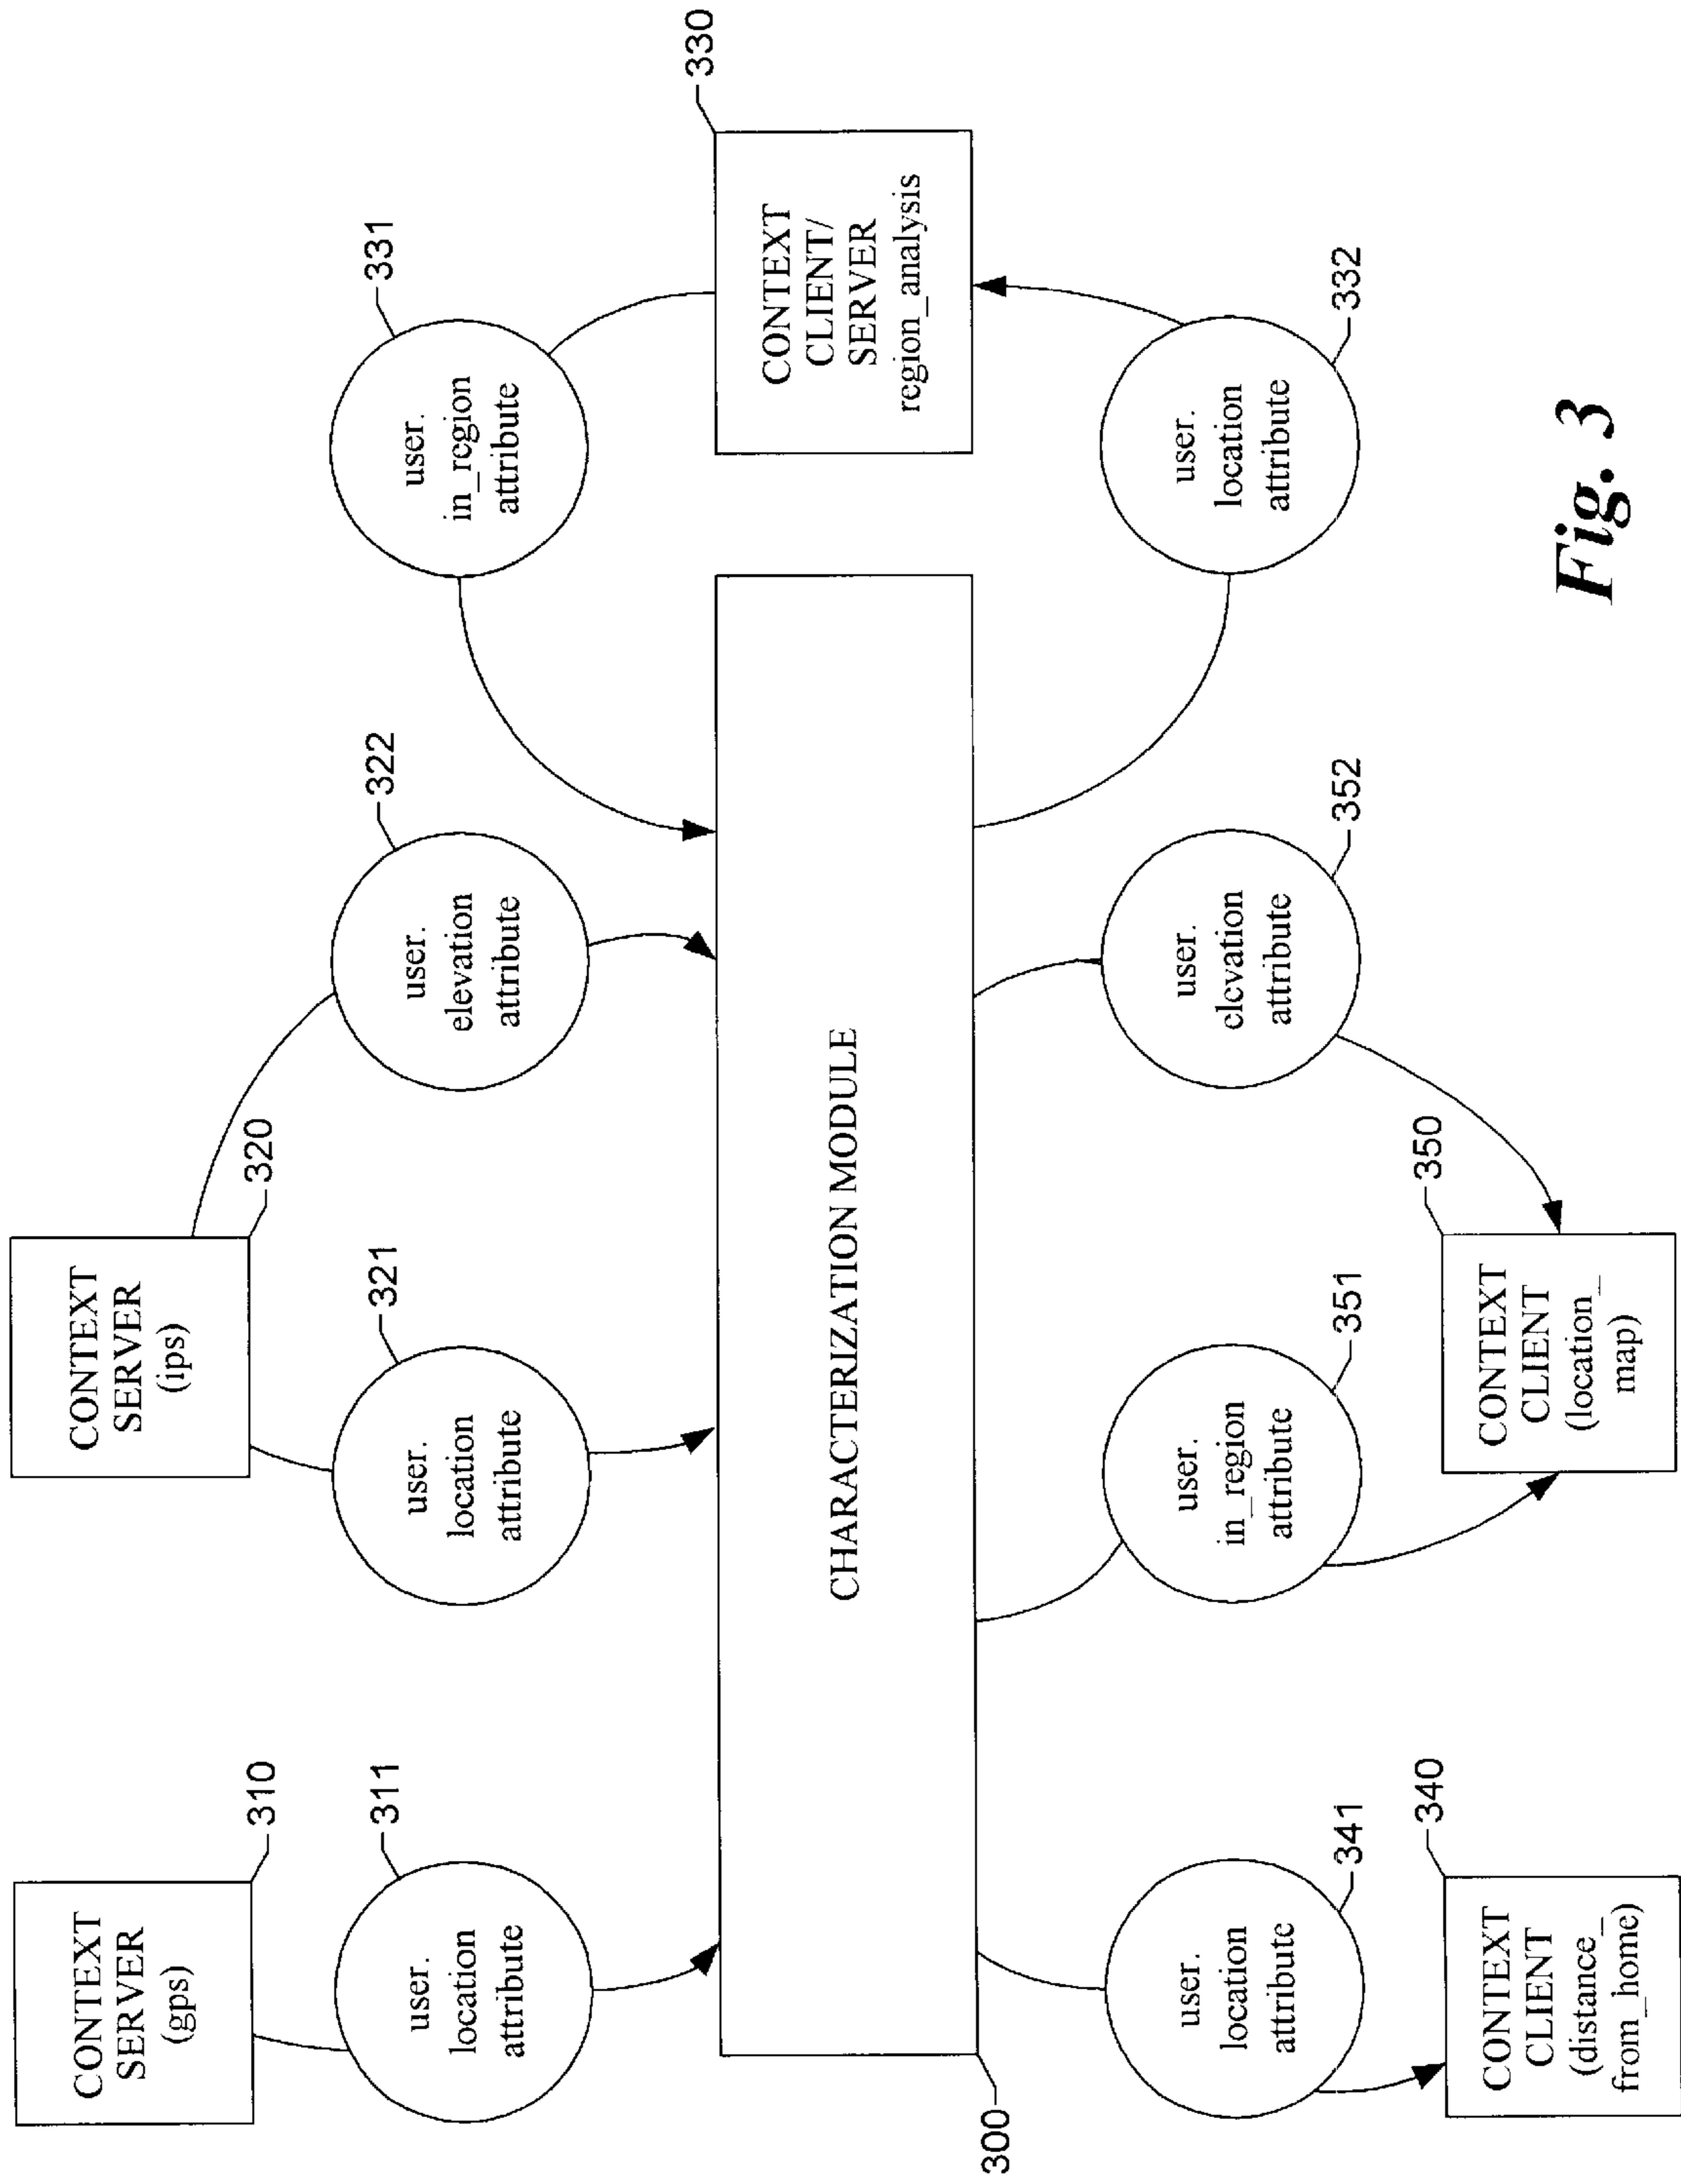 CONTEXT
SERVER
(gps)
310
CONTEXT
SERVER
(ips)
320
311
user.
location
attribute
321
user.
location
attribute
322
user.
elevation
attribute
331
user.
in_region
attribute
330
CONTEXT
CLIENT/
SERVER
region_analysis
CHARACTERIZATION MODULE
300
user.
location
attribute
341
user.
in_region
attribute
351
user.
elevation
attribute
352
user.
location
attribute
332
340
CONTEXT
CLIENT
(distance_
from_home)
350
CONTEXT
CLIENT
(location_
map)
Fig. 3